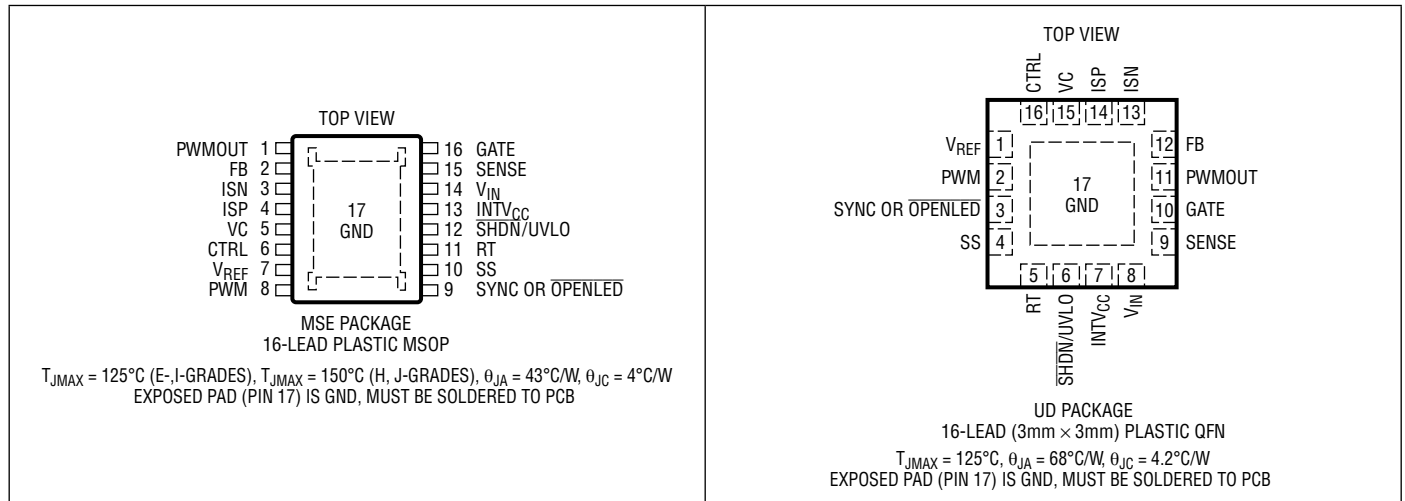 TOP VIEW
PWMOUT 1
FB 2
ISN 3
ISP 4
VC 5
CTRL 6
VREF 7
PWM 8
17
GND
16 GATE
15 SENSE
14 VIN
13 INTVCC
12 SHDN/UVLO
11 RT
10 SS
9 SYNC OR OPENLED
MSE PACKAGE
16-LEAD PLASTIC MSOP
TJMAX = 125°C (E-,I-GRADES), TJMAX = 150°C (H, J-GRADES), θJA = 43°C/W, θJC = 4°C/W
EXPOSED PAD (PIN 17) IS GND, MUST BE SOLDERED TO PCB
TOP VIEW
CTRL VC ISP ISN
16 15 14 13
VREF 1
PWM 2
SYNC OR OPENLED 3
SS 4
17
GND
12 FB
11 PWMOUT
10 GATE
9 SENSE
5 6 7 8
RT SHDN/UVLO INTVCC VIN
UD PACKAGE
16-LEAD (3mm × 3mm) PLASTIC QFN
TJMAX = 125°C, θJA = 68°C/W, θJC = 4.2°C/W
EXPOSED PAD (PIN 17) IS GND, MUST BE SOLDERED TO PCB